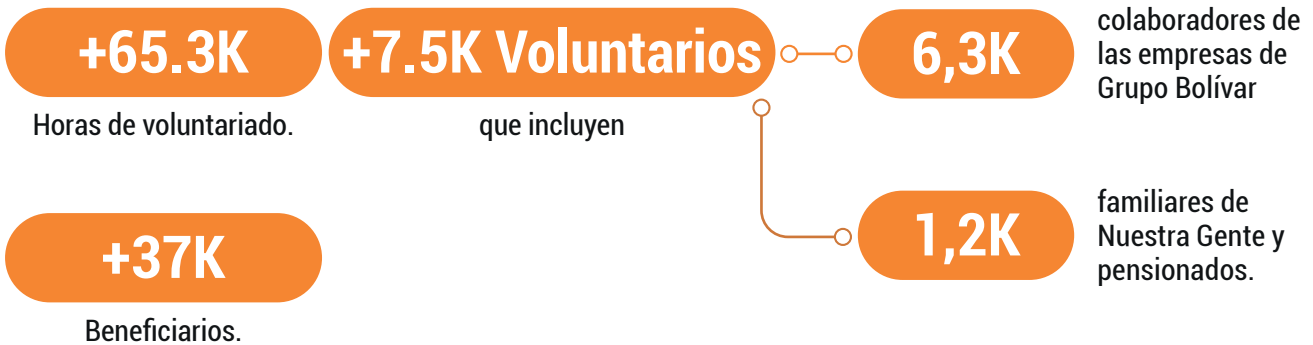 +65.3K
Horas de voluntariado.
+7.5K Voluntarios
que incluyen
6,3K
colaboradores de
las empresas de
Grupo Bolívar
1,2K
familiares de
Nuestra Gente y
pensionados.
+37K
Beneficiarios.